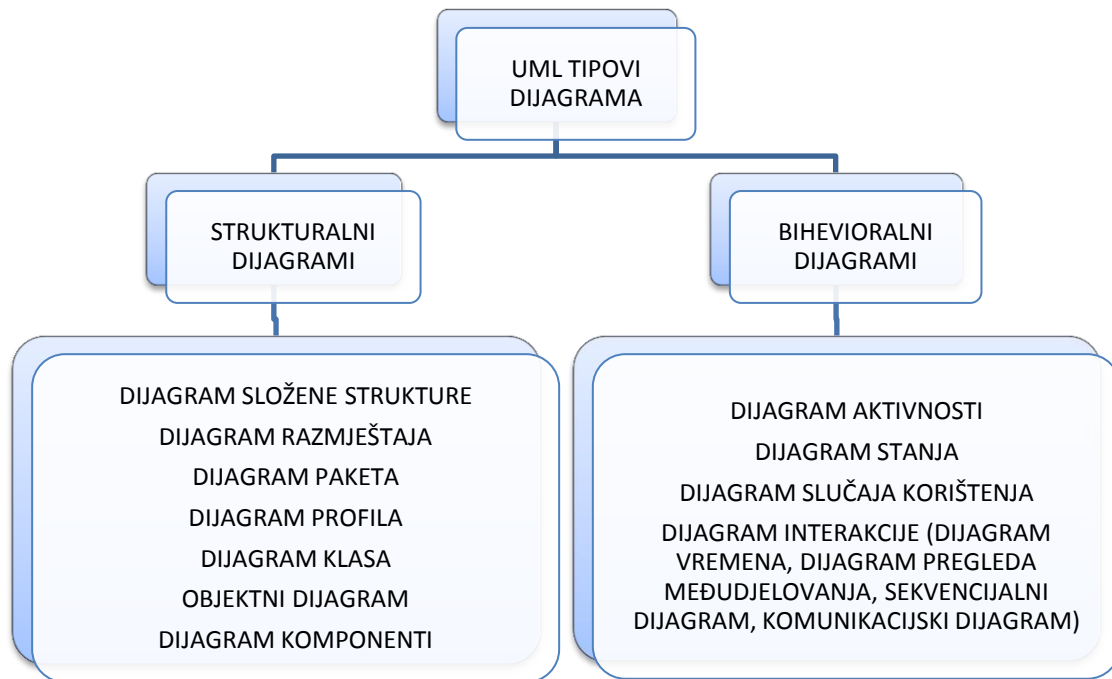 UML TIPOVI
DIJAGRAMA
STRUKTURALNI
DIJAGRAMI
BIHEVIORALNI
DIJAGRAMI
DIJAGRAM SLOŽENE STRUKTURE
DIJAGRAM RAZMJEŠTAJA
DIJAGRAM PAKETA
DIJAGRAM PROFILA
DIJAGRAM KLASA
OBJEKTNI DIJAGRAM
DIJAGRAM KOMPONENTI
DIJAGRAM AKTIVNOSTI
DIJAGRAM STANJA
DIJAGRAM SLUČAJA KORIŠTENJA
DIJAGRAM INTERAKCIJE (DIJAGRAM
VREMENA, DIJAGRAM PREGLEDA
MEĐUDJELOVANJA, SEKVENCIJALNI
DIJAGRAM, KOMUNIKACIJSKI DIJAGRAM)